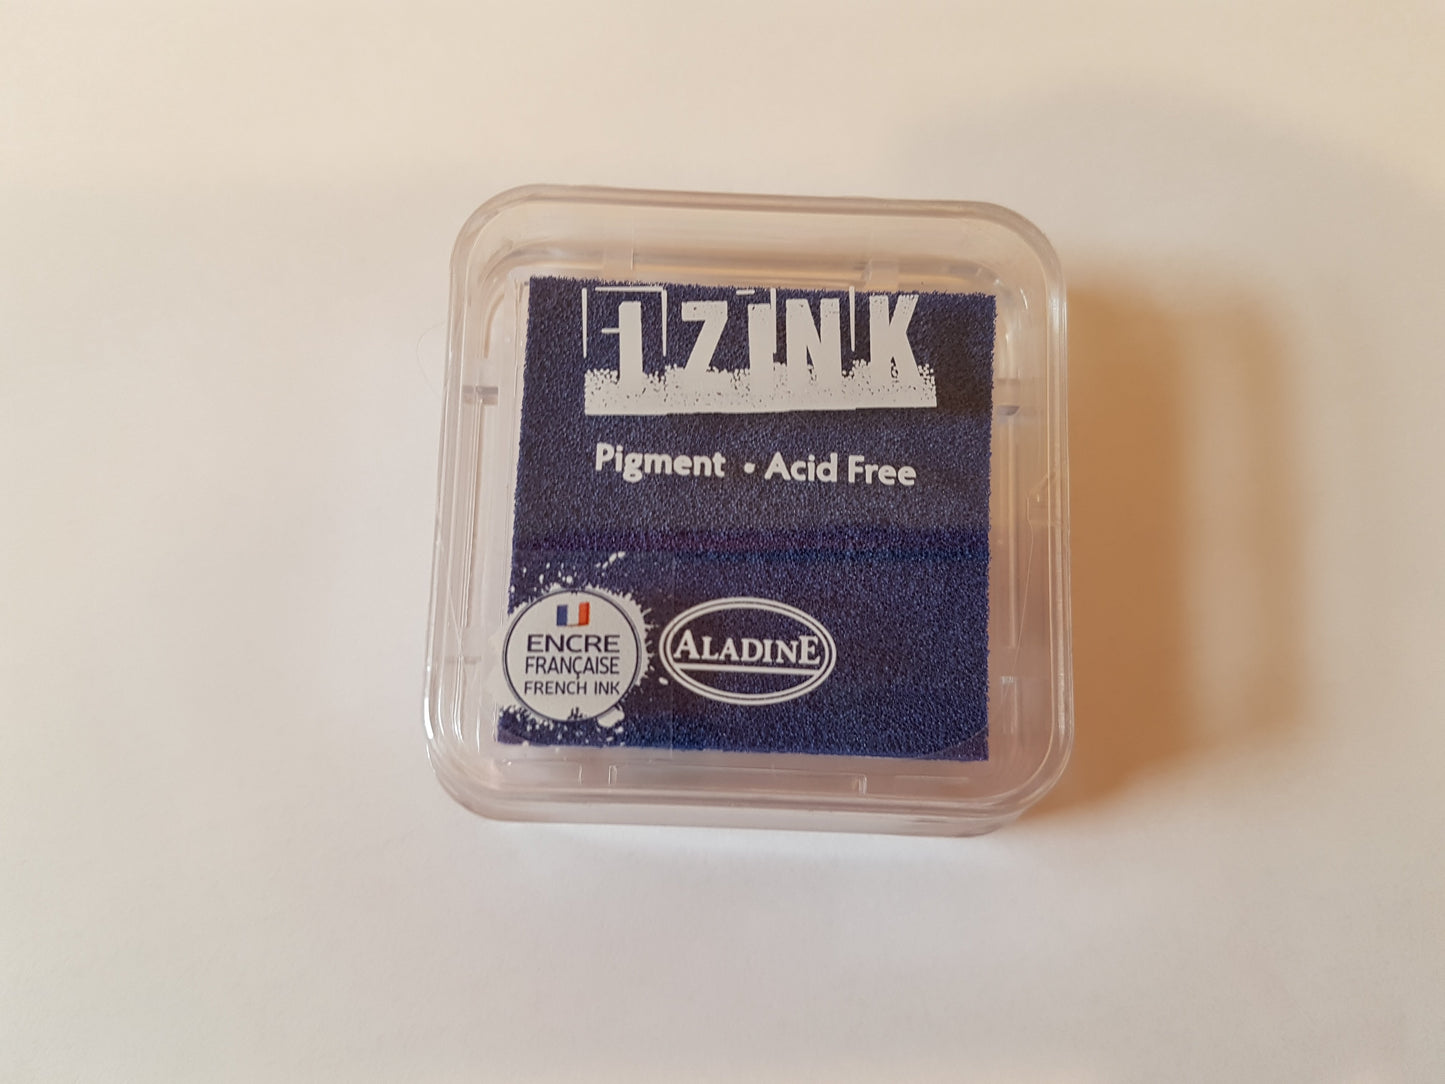 IZINK
Pigment • Acid Free
ENCRE
FRANÇAISE
FRENCH INK
ALADINE